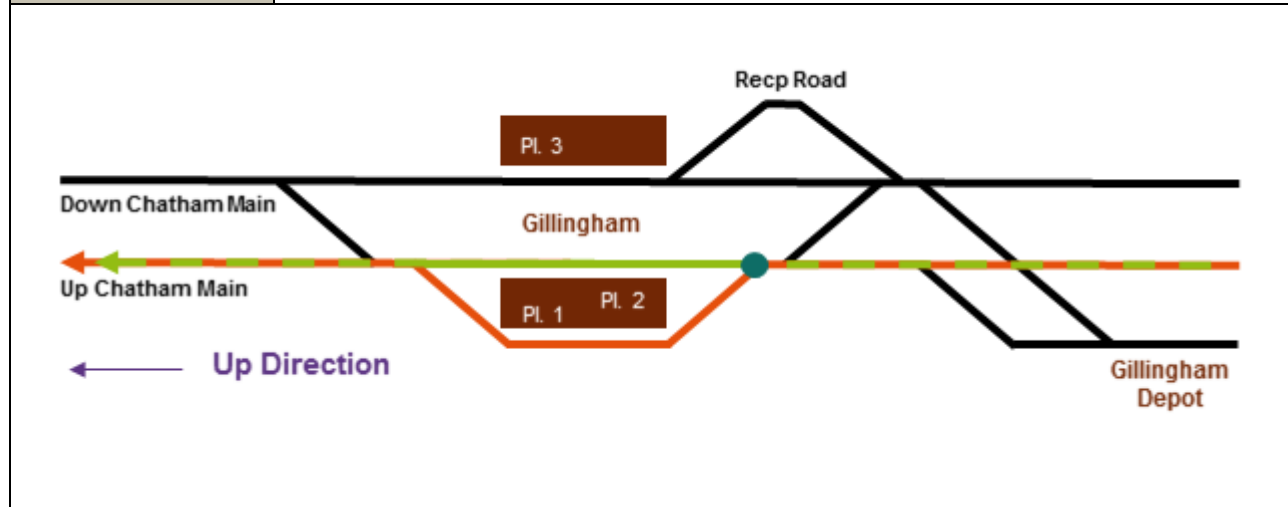 Recp Road
Pl. 3
Down Chatham Main
Gillingham
Up Chatham Main
Pl. 1
Pl. 2
Up Direction
Gillingham
Depot